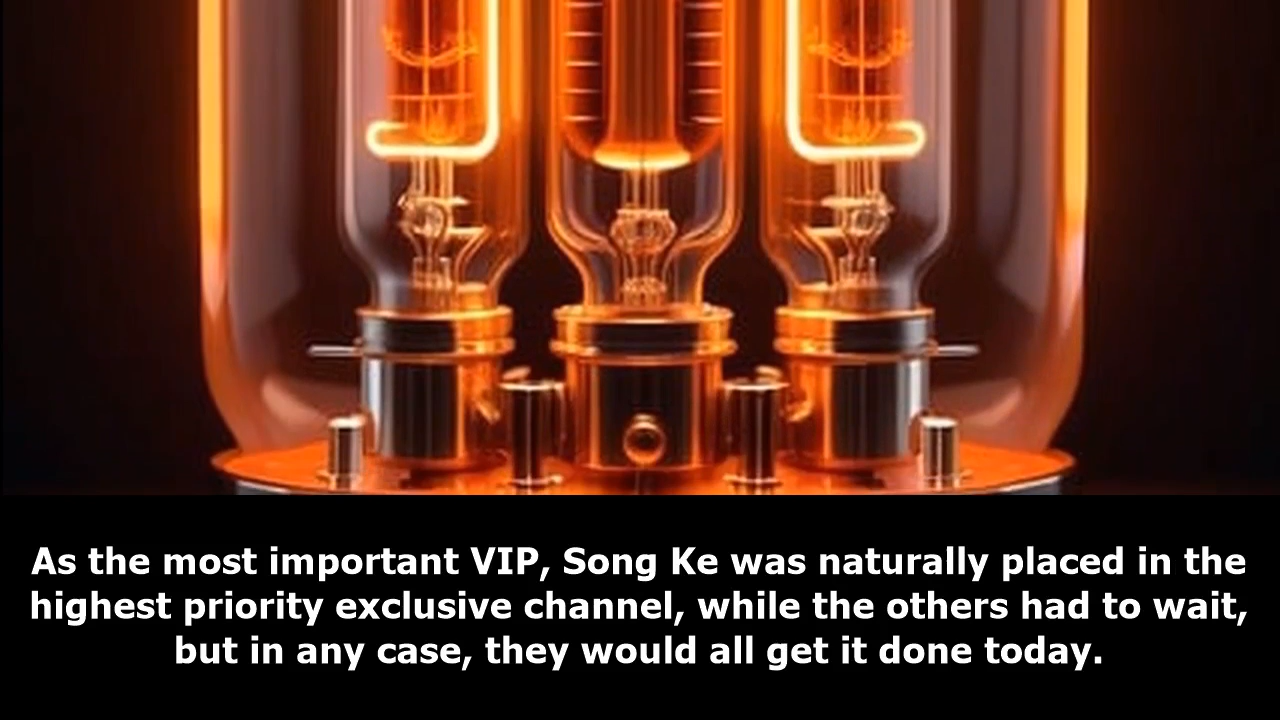 As the most important VIP, Song Ke was naturally placed in the
highest priority exclusive channel, while the others had to wait,
but in any case, they would all get it done today.